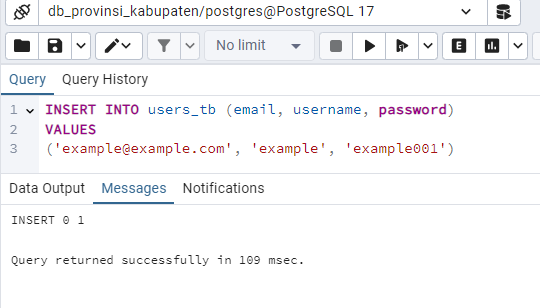 db_provinsi_kabupaten/postgres@PostgreSQL 17
No limit
E
Query Query History
1 INSERT INTO users_tb (email, username, password)
2 VALUES
3 ('example@example.com', 'example', 'example001')
Data Output Messages Notifications
INSERT 0 1
Query returned successfully in 109 msec.